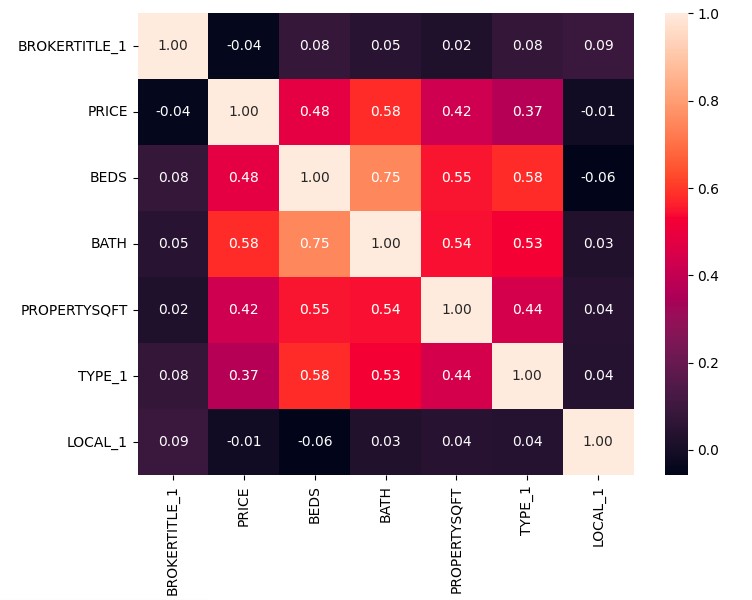 BROKERTITLE_1 1.00 -0.04 0.08 0.05 0.02 0.08 0.09
PRICE -0.04 1.00 0.48 0.58 0.42 0.37 -0.01
BEDS 0.08 0.48 1.00 0.75 0.55 0.58 -0.06
BATH 0.05 0.58 0.75 1.00 0.54 0.53 0.03
PROPERTYSQFT 0.02 0.42 0.55 0.54 1.00 0.44 0.04
TYPE_1 0.08 0.37 0.58 0.53 0.44 1.00 0.04
LOCAL_1 0.09 -0.01 -0.06 0.03 0.04 0.04 1.00
BROKERTITLE_1
PRICE
BEDS
BATH
PROPERTYSQFT
TYPE_1
LOCAL_1
1.0
0.8
0.6
0.4
0.2
0.0